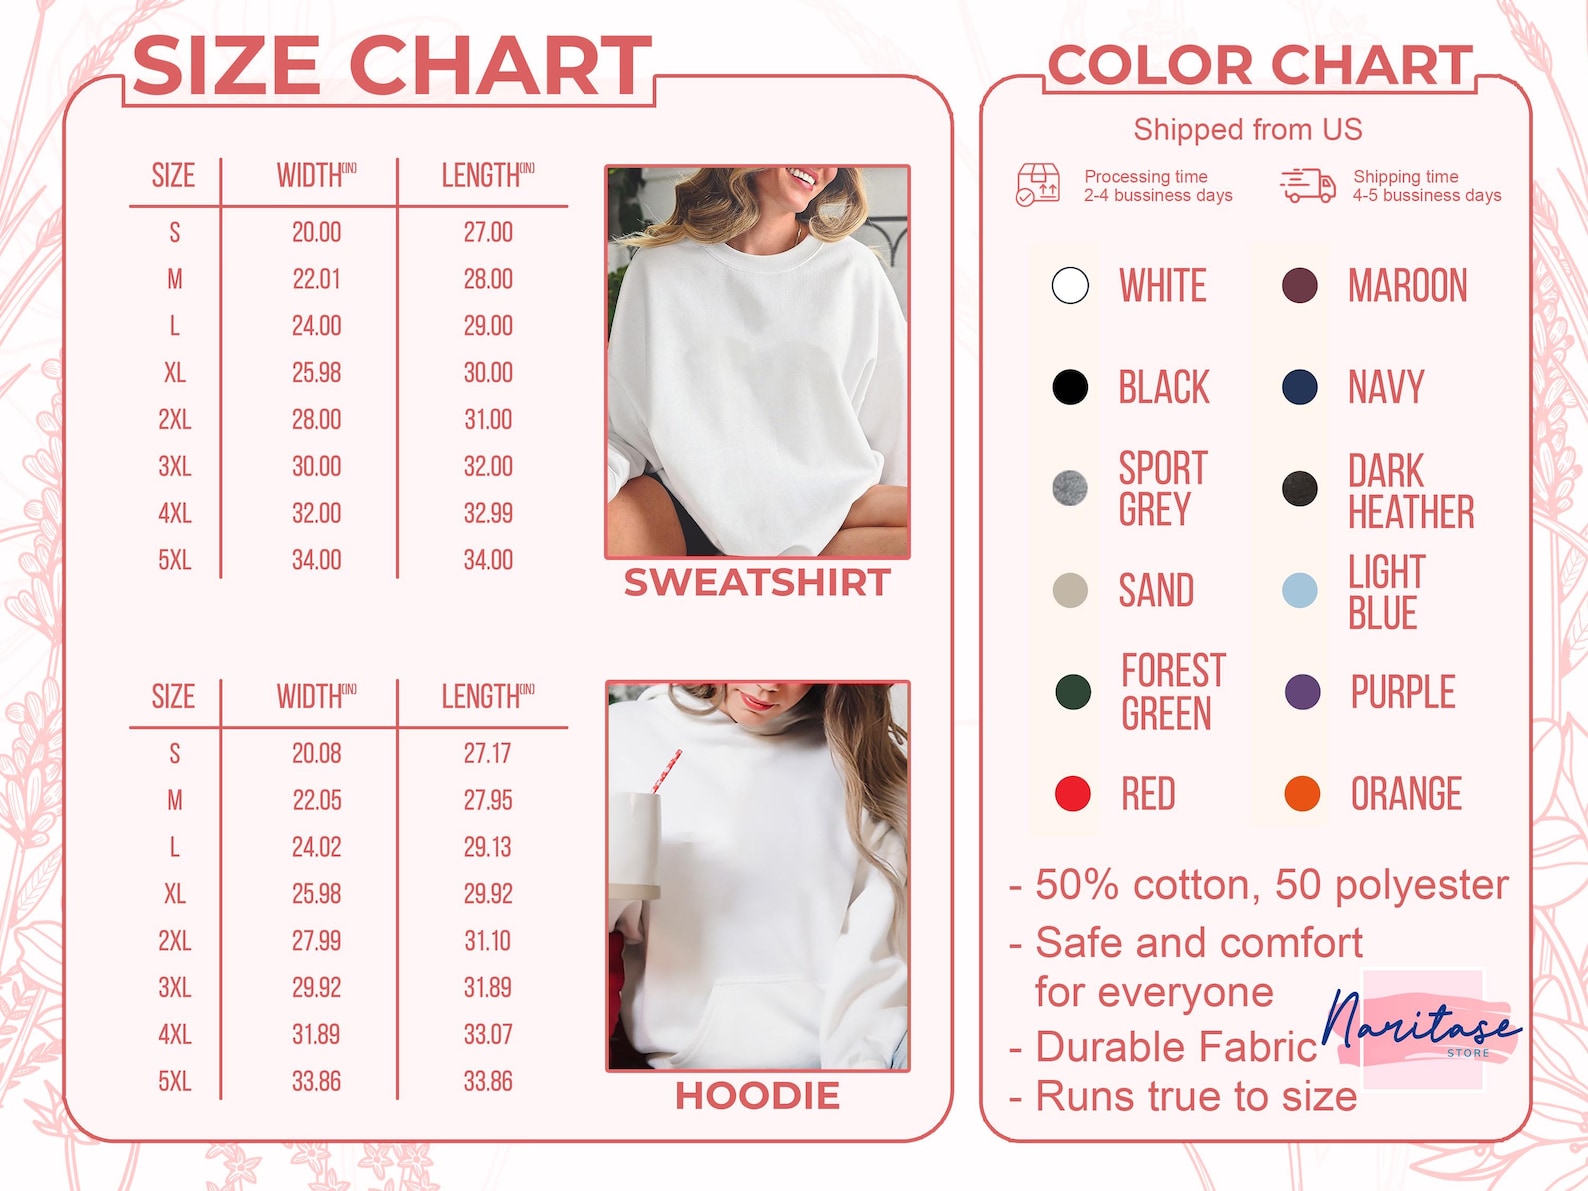 SIZE CHART
SIZE WIDTH(IN) LENGTH(IN)
S 20.00 27.00
M 22.01 28.00
L 24.00 29.00
XL 25.98 30.00
2XL 28.00 31.00
3XL 30.00 32.00
4XL 32.00 32.99
5XL 34.00 34.00
SWEATSHIRT
SIZE WIDTH(IN) LENGTH(IN)
S 20.08 27.17
M 22.05 27.95
L 24.02 29.13
XL 25.98 29.92
2XL 27.99 31.10
3XL 29.92 31.89
4XL 31.89 33.07
5XL 33.86 33.86
HOODIE
COLOR CHART
Shipped from US
Processing time
2-4 bussiness days
Shipping time
4-5 bussiness days
WHITE
MAROON
BLACK
NAVY
SPORT
GREY
DARK
HEATHER
SAND
LIGHT
BLUE
FOREST
GREEN
PURPLE
RED
ORANGE
- 50% cotton, 50 polyester
- Safe and comfort
for everyone
- Durable Fabric
- Runs true to size
Naritase
STORE